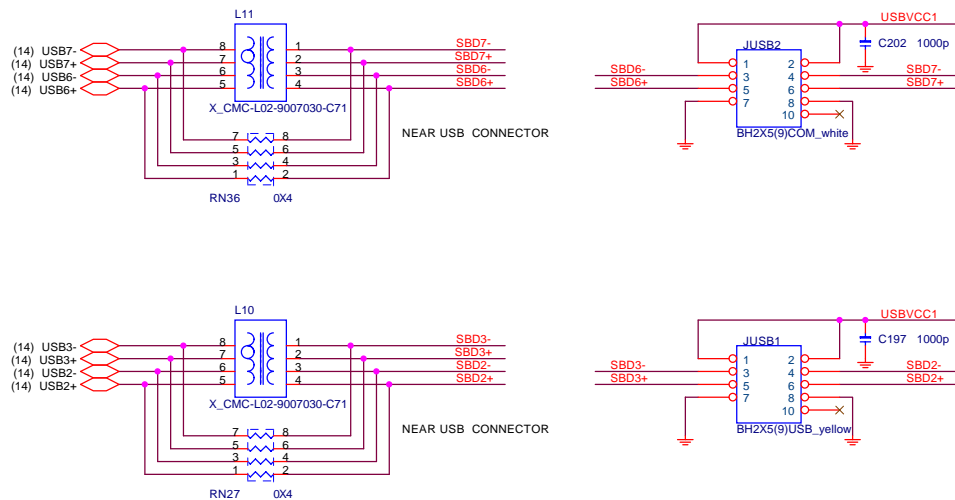 L11
(14) USB7- 8 1 SBD7-
(14) USB7+ 7 2 SBD7+
(14) USB6- 6 3 SBD6-
(14) USB6+ 5 4 SBD6+
X_CMC-L02-9007030-C71
7 8
5 6
3 4
1 2
RN36 0X4
NEAR USB CONNECTOR
USBVCC1
JUSB2
C202 1000p
1 2
SBD6- 3 4 SBD7-
SBD6+ 5 6 SBD7+
7 8
10
BH2X5(9)COM_white
L10
(14) USB3- 8 1 SBD3-
(14) USB3+ 7 2 SBD3+
(14) USB2- 6 3 SBD2-
(14) USB2+ 5 4 SBD2+
X_CMC-L02-9007030-C71
7 8
5 6
3 4
1 2
RN27 0X4
NEAR USB CONNECTOR
USBVCC1
JUSB1
C197 1000p
1 2
SBD3- 3 4 SBD2-
SBD3+ 5 6 SBD2+
7 8
10
BH2X5(9)USB_yellow